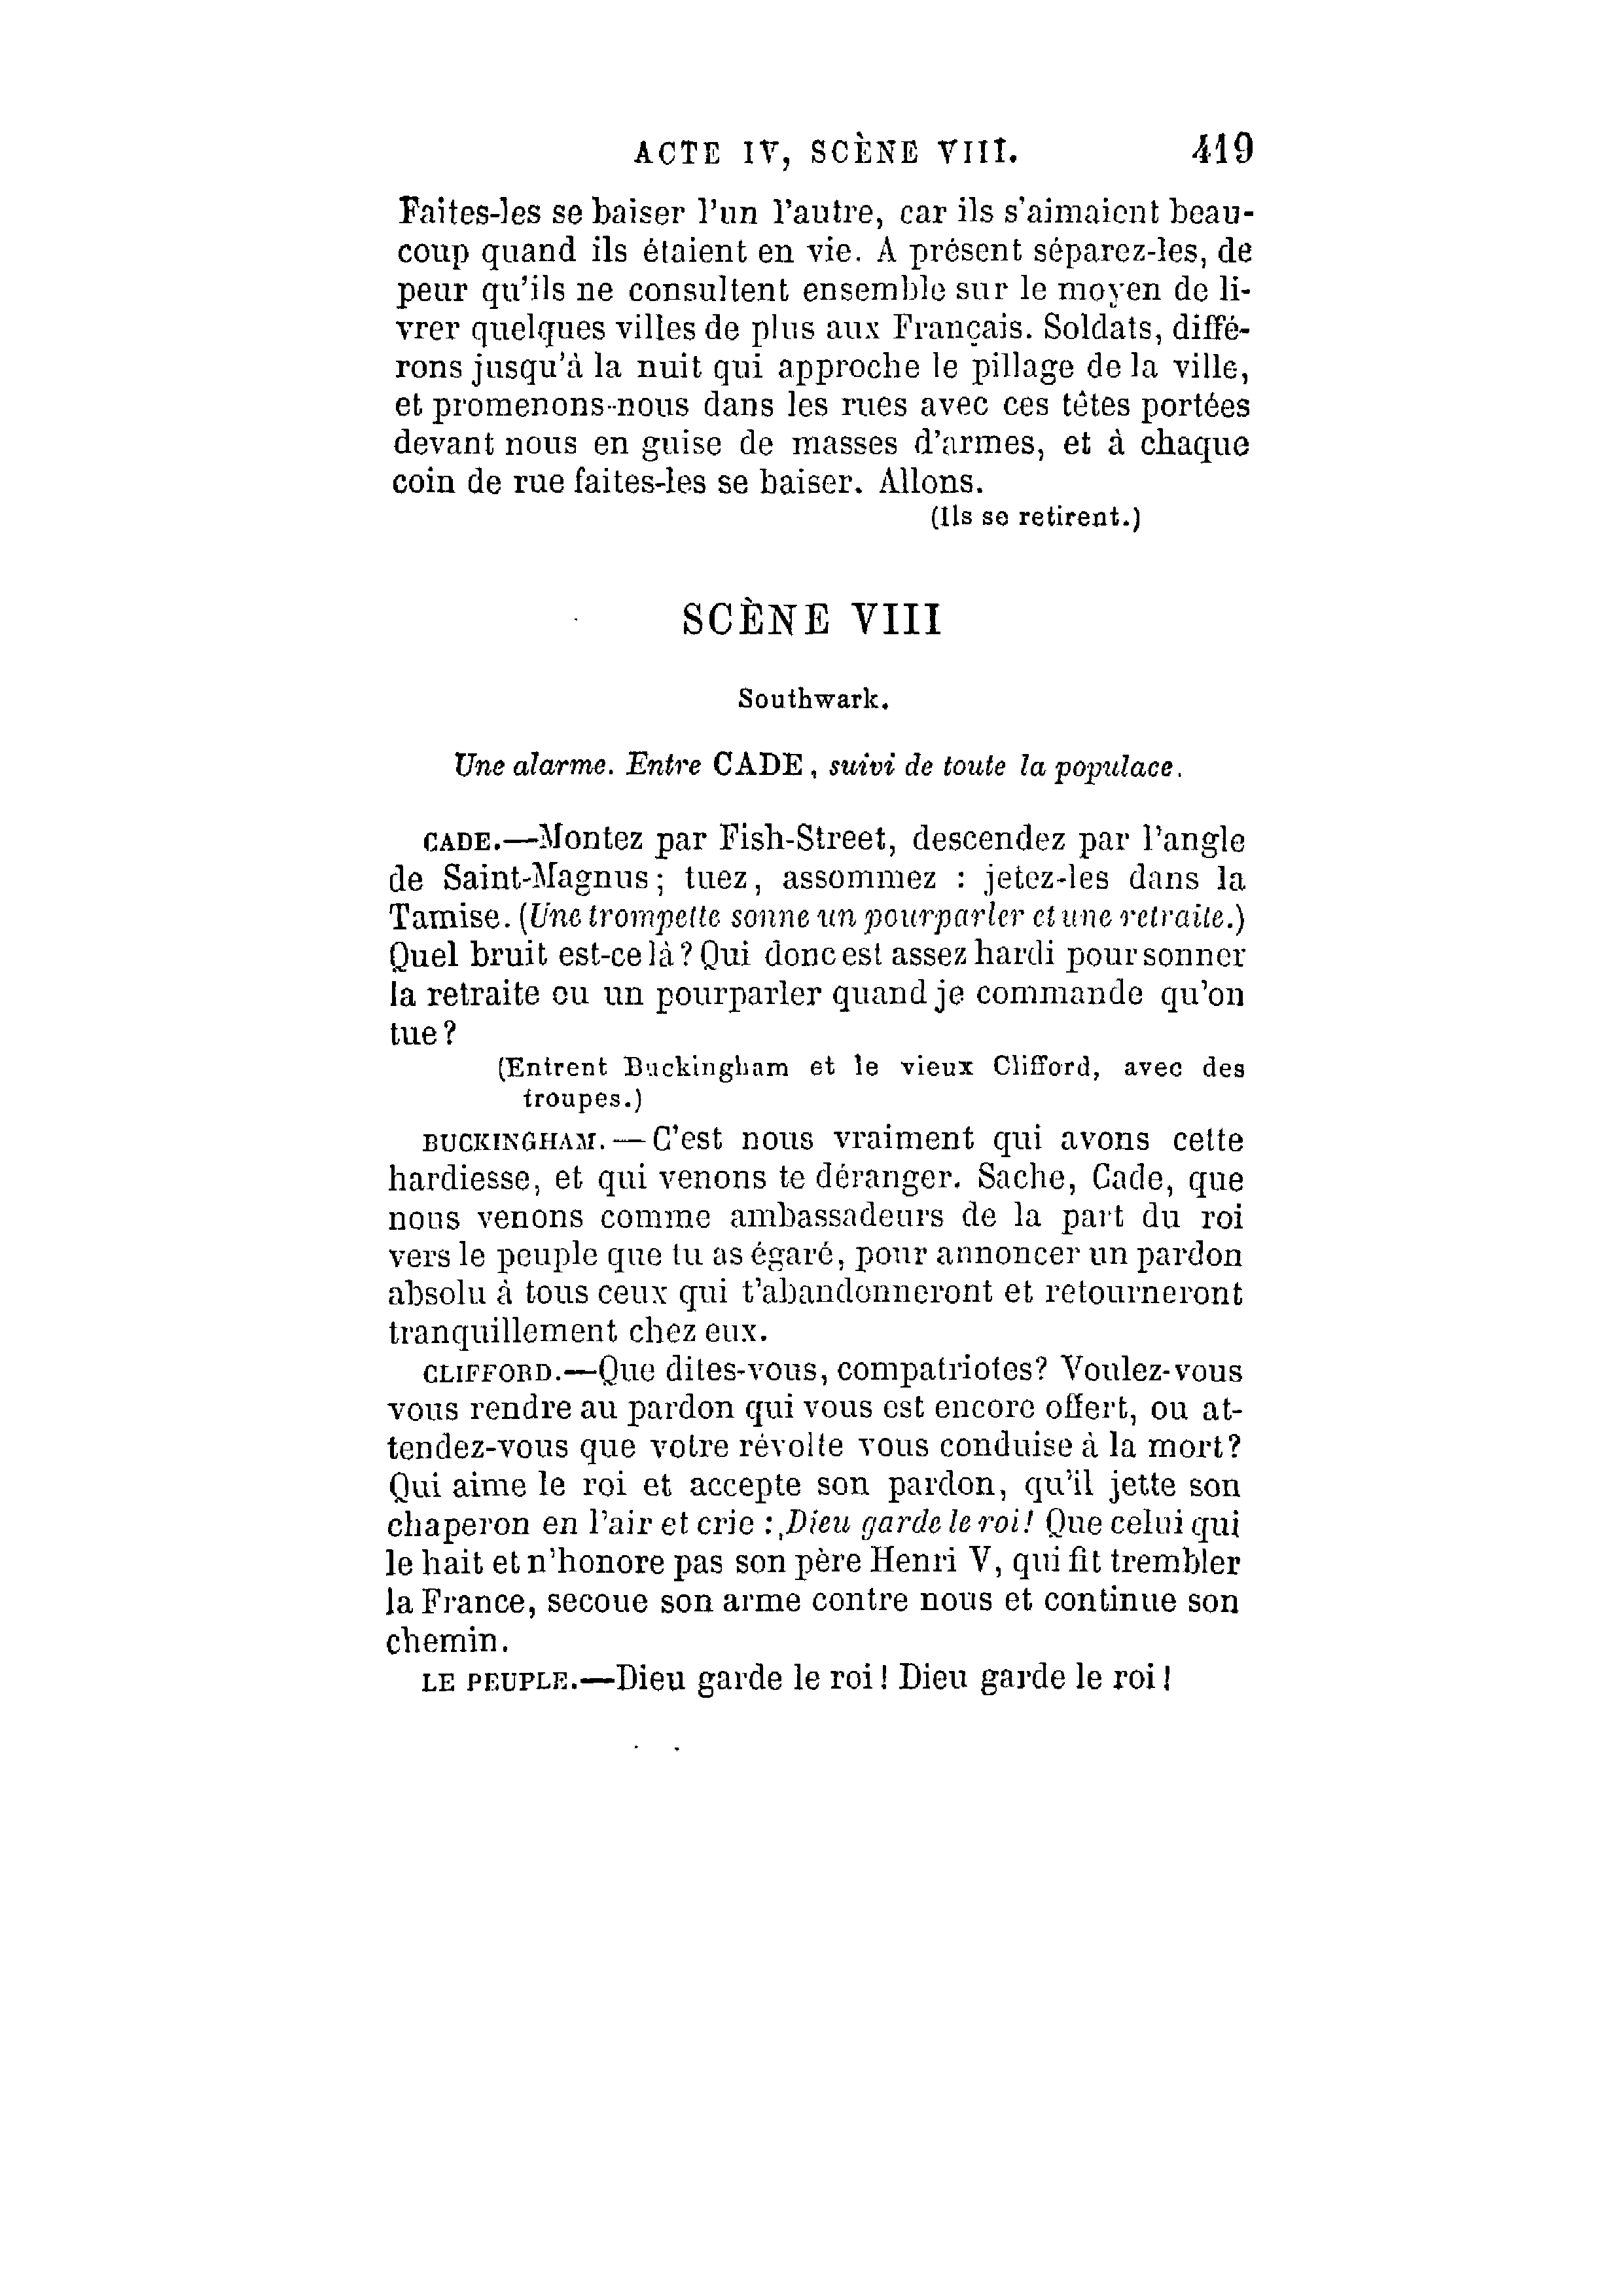 ACTE IV, SCÈNE VIII. 419
Faites-les se baiser l'un l'autre, car ils s'aimaient beau-
coup quand ils étaient en vie. A présent séparez-les, de
peur qu'ils ne consultent ensemble sur le moyen de li-
vrer quelques villes de plus aux Français. Soldats, diffé-
rons jusqu'à la nuit qui approche le pillage de la ville,
et promenons-nous dans les rues avec ces têtes portées
devant nous en guise de masses d'armes, et à chaque
coin de rue faites-les se baiser. Allons.
(Ils se retirent.)
SCÈNE VIII
Southwark.
Une alarme. Entre CADE, suivi de toute la populace.
CADE.—Montez par Fish-Street, descendez par l'angle
de Saint-Magnus; tuez, assommez : jetez-les dans la
Tamise. (Une trompette sonne un pourparler et une retraite.)
Quel bruit est-ce là? Qui donc est assez hardi pour sonner
la retraite ou un pourparler quand je commande qu'on
tue?
(Entrent Buckingham et le vieux Clifford, avec des
troupes.)
BUCKINGHAM.—C'est nous vraiment qui avons cette
hardiesse, et qui venons te déranger. Sache, Cade, que
nous venons comme ambassadeurs de la part du roi
vers le peuple que tu as égaré, pour annoncer un pardon
absolu à tous ceux qui t'abandonneront et retourneront
tranquillement chez eux.
CLIFFORD.—Que dites-vous, compatriotes? Voulez-vous
vous rendre au pardon qui vous est encore offert, ou at-
tendez-vous que votre révolte vous conduise à la mort?
Qui aime le roi et accepte son pardon, qu'il jette son
chaperon en l'air et crie : Dieu garde le roi! Que celui qui
le hait et n'honore pas son père Henri V, qui fit trembler
la France, secoue son arme contre nous et continue son
chemin.
LE PEUPLE.—Dieu garde le roi! Dieu garde le roi!